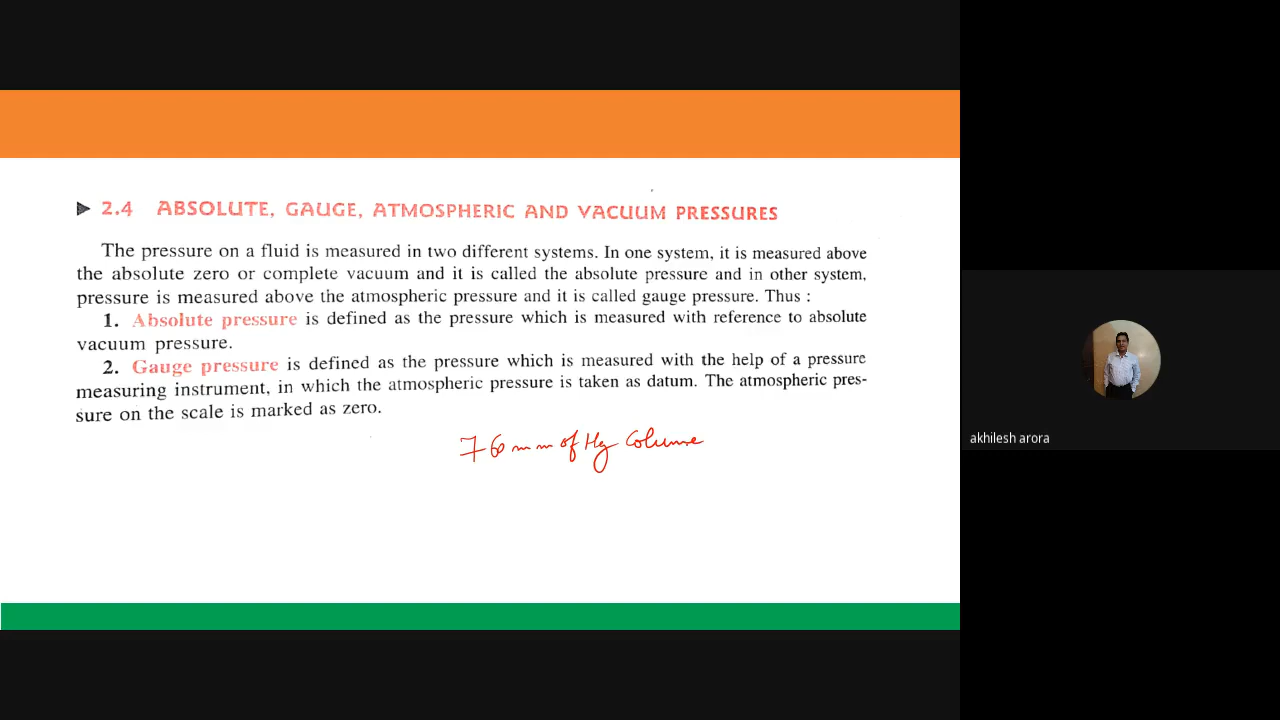 2.4 ABSOLUTE, GAUGE, ATMOSPHERIC AND VACUUM PRESSURES
The pressure on a fluid is measured in two different systems. In one system, it is measured above
the absolute zero or complete vacuum and it is called the absolute pressure and in other system,
pressure is measured above the atmospheric pressure and it is called gauge pressure. Thus :
1. Absolute pressure is defined as the pressure which is measured with reference to absolute
vacuum pressure.
2. Gauge pressure is defined as the pressure which is measured with the help of a pressure
measuring instrument, in which the atmospheric pressure is taken as datum. The atmospheric pres-
sure on the scale is marked as zero.
760 mm of Hg Column
akhilesh arora